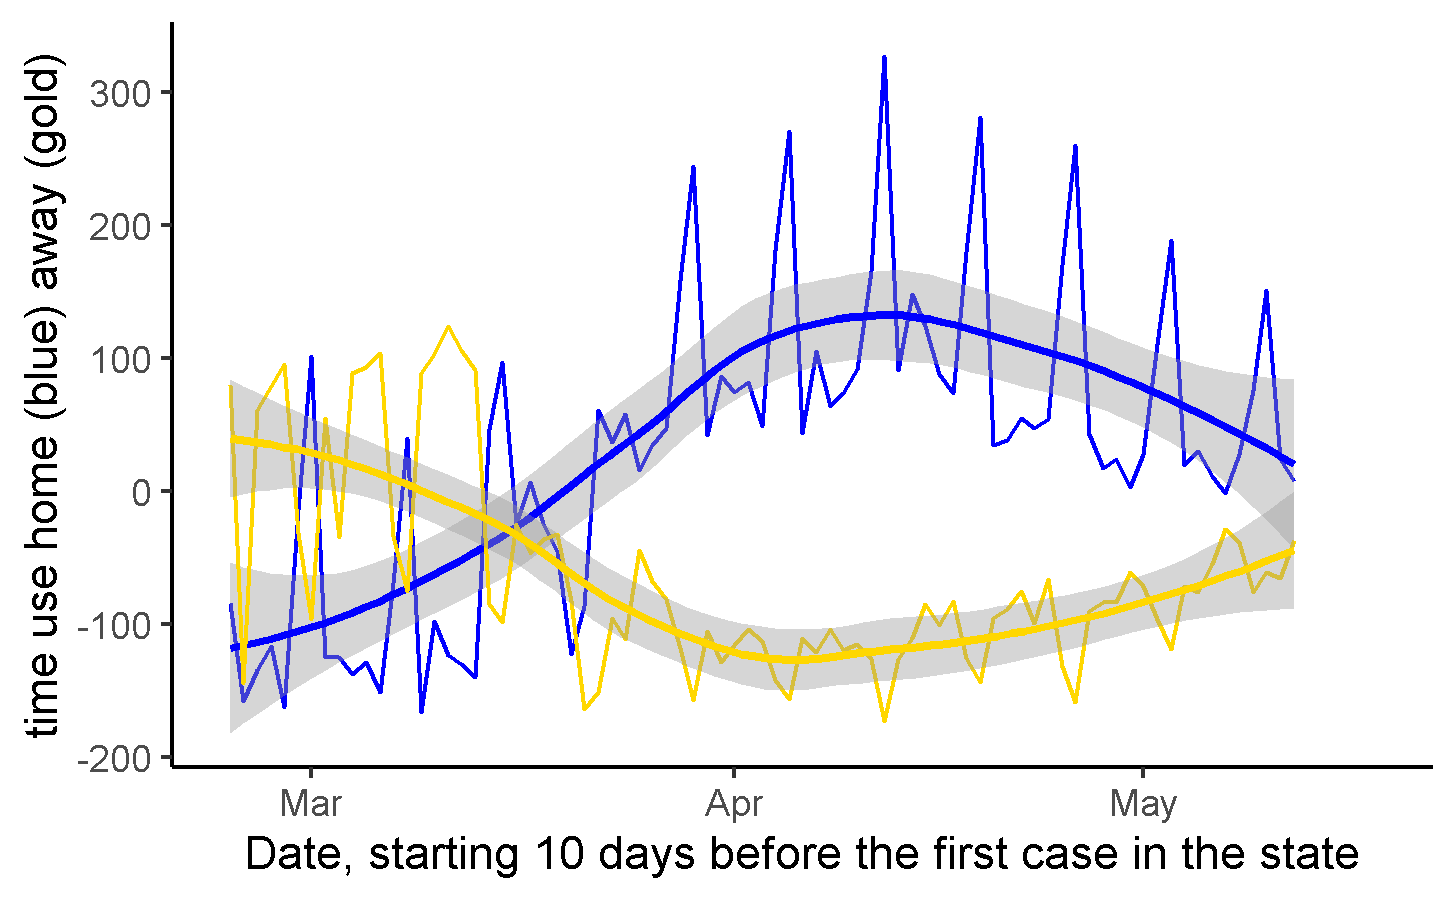 time use home (blue) away (gold)
300
200
100
0
-100
-200
Mar Apr May
Date, starting 10 days before the first case in the state